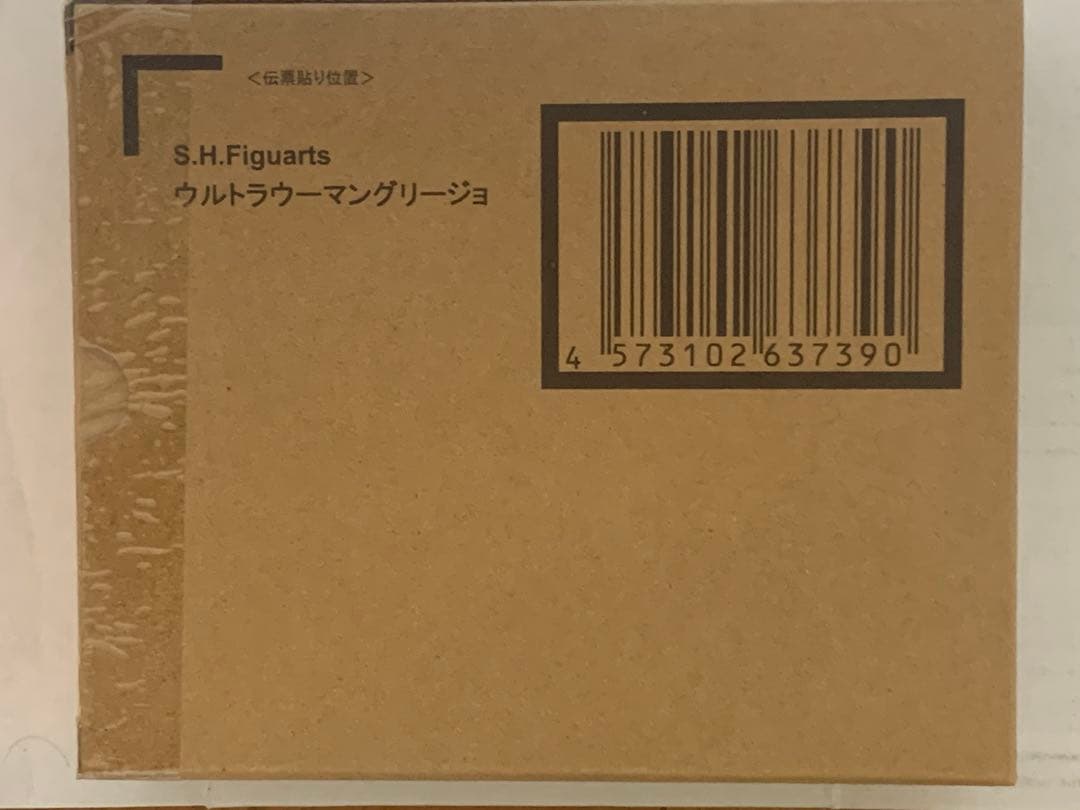 <伝票貼り位置>
S.H.Figuarts
ウルトラウーマングリージョ
4 573102 637390